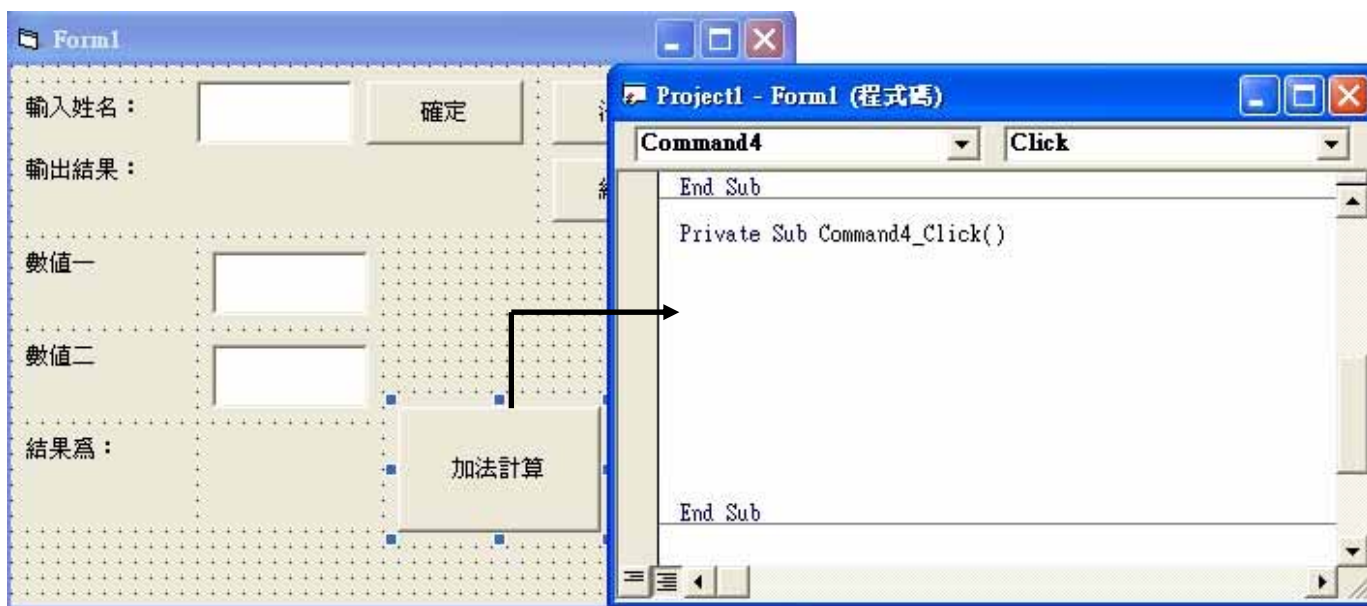 Form1
輸入姓名：
確定
輸出結果：
數值一
數值二
結果爲：
加法計算
Project1 - Form1 (程式碼)
Command4
Click
End Sub
Private Sub Command4_Click()
End Sub